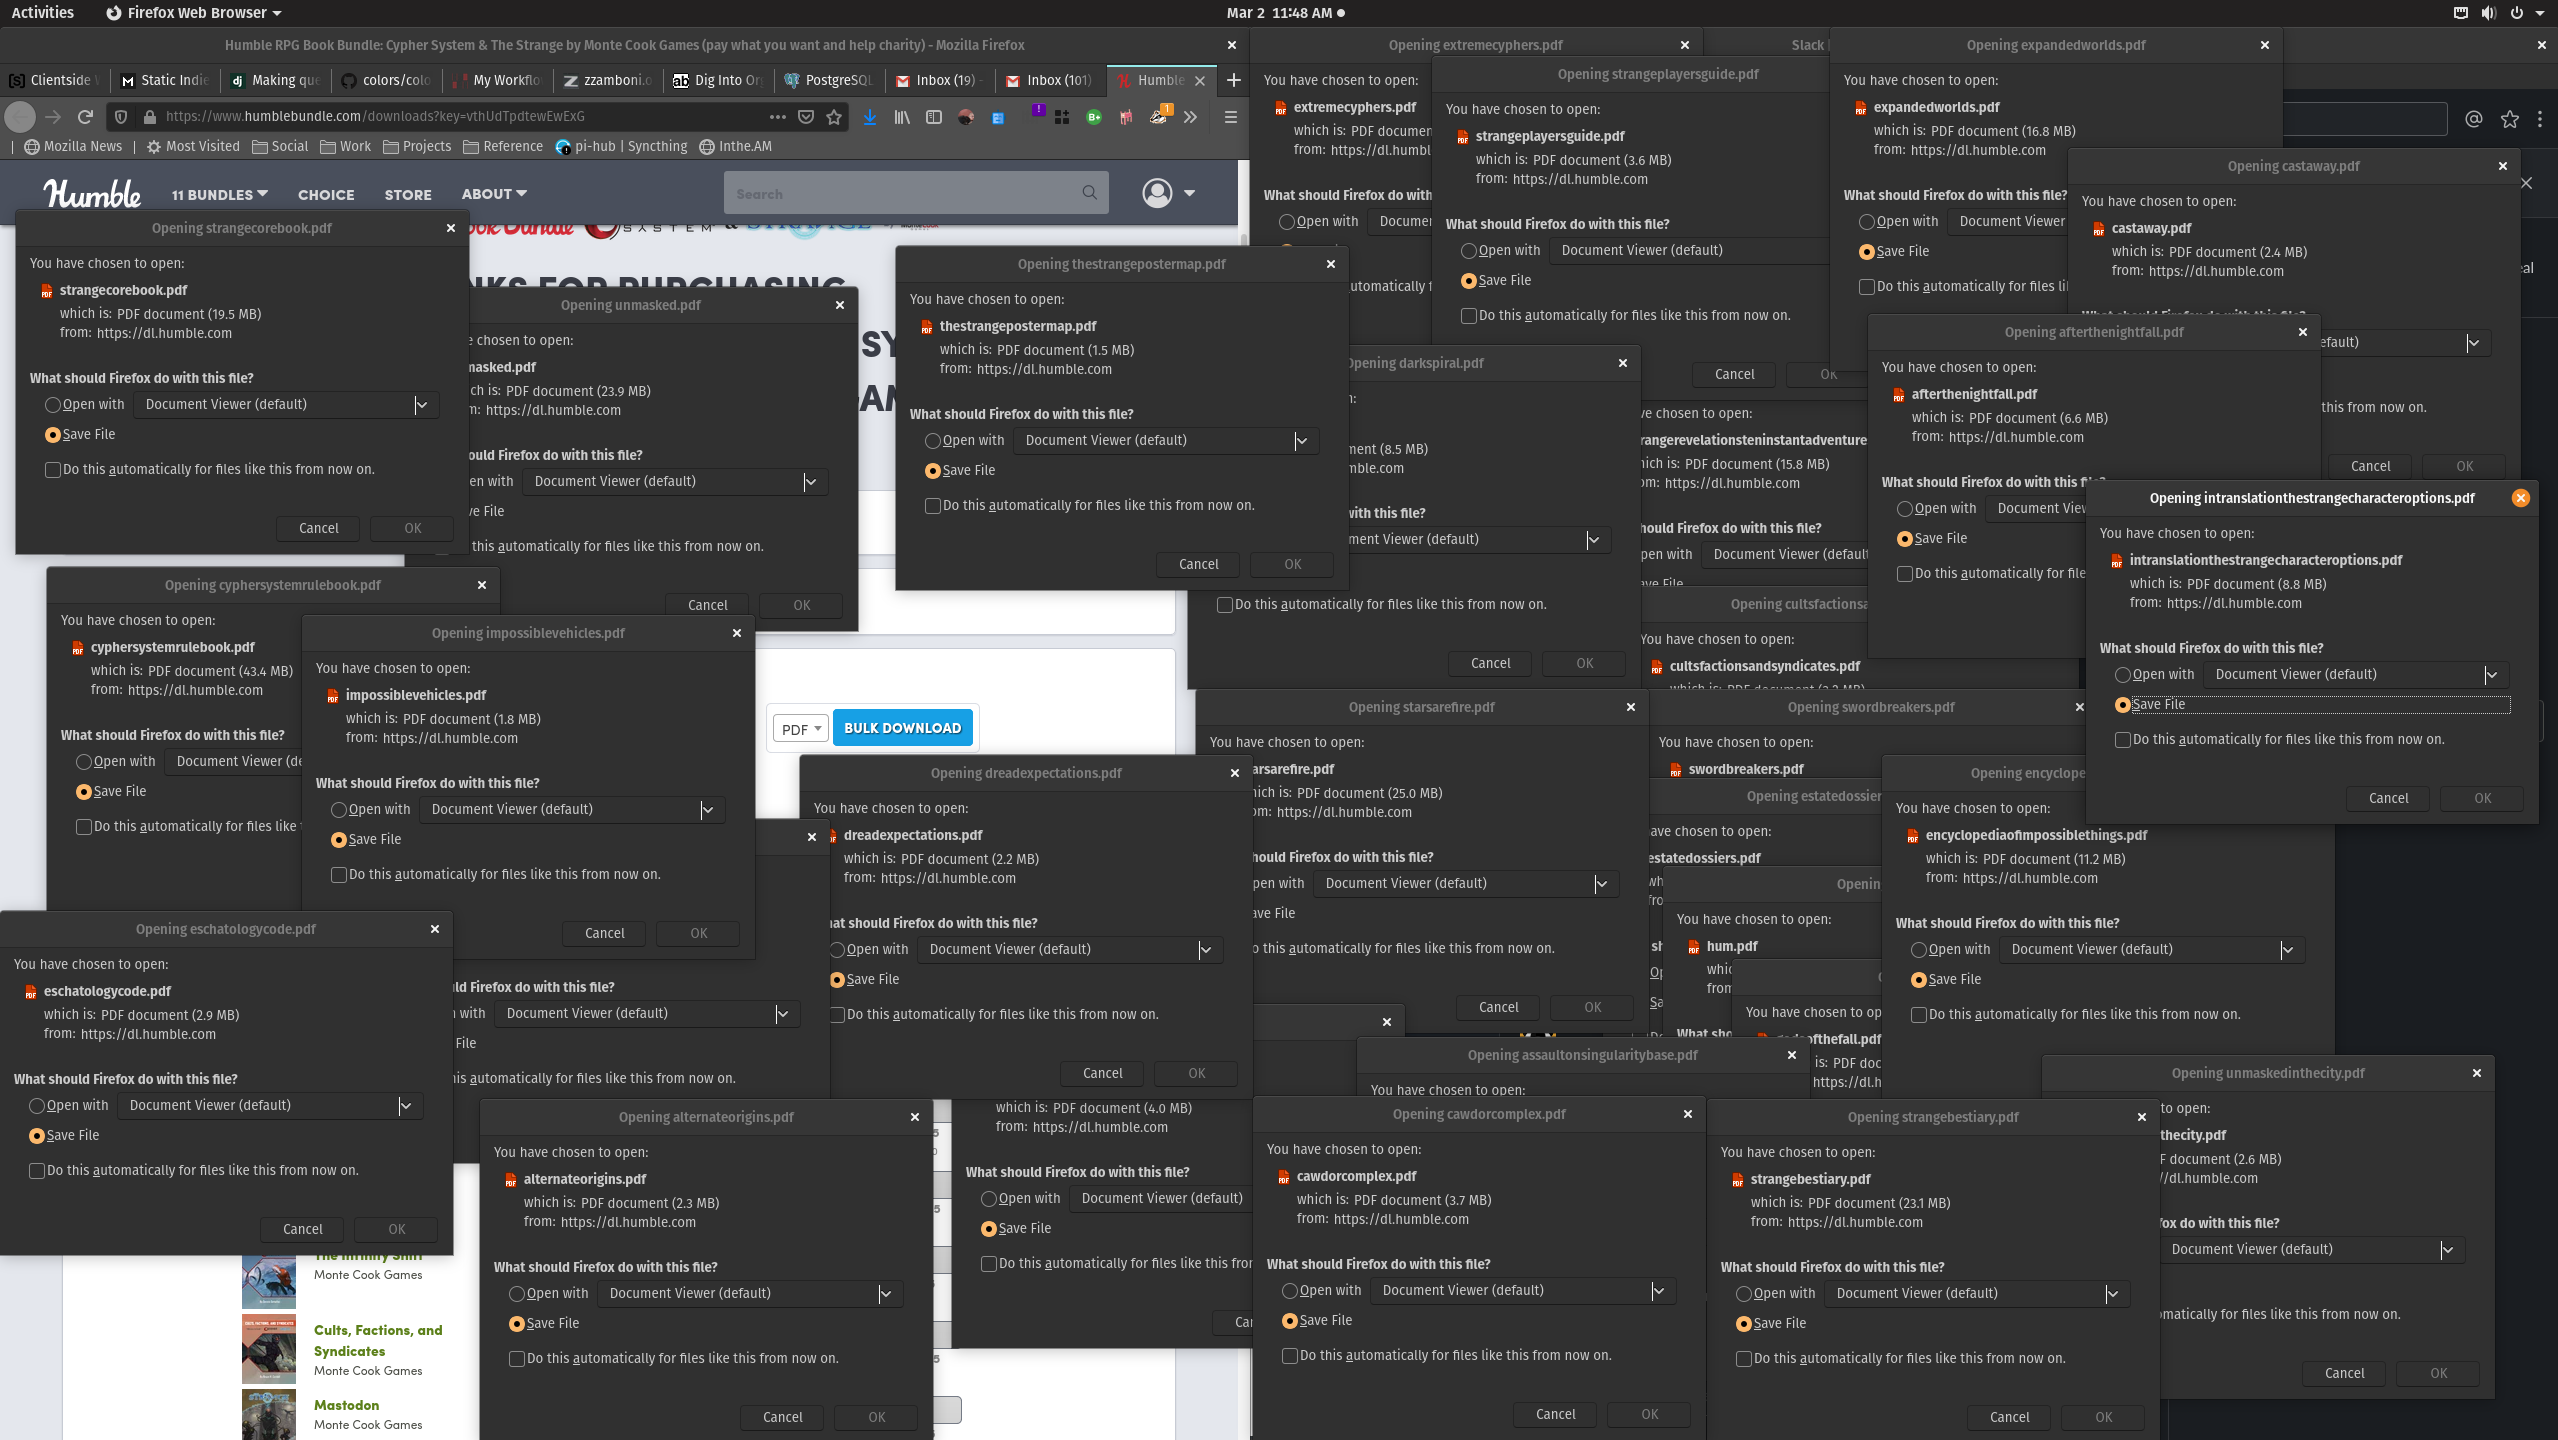 Activities
Firefox Web Browser
Mar 2 11:48 AM
Humble RPG Book Bundle: Cypher System & The Strange by Monte Cook Games (pay what you want and help charity) - Mozilla Firefox
Clientside
Static Indie
Making que
colors/colo
My Workflo
zzamboni.o
Dig Into Or
PostgreSQL
Inbox (19) -
Inbox (101)
Humble
https://www.humblebundle.com/downloads?key=vthUdTpdtewEwExG
Mozilla News
Most Visited
Social
Work
Projects
Reference
pi-hub | Syncthing
Inthe.AM
Humble
11 BUNDLES
CHOICE
STORE
ABOUT
Search
NKS FOR PURCHASING
PDF
BULK DOWNLOAD
The Infinity Shift
Monte Cook Games
Cults, Factions, and
Syndicates
Monte Cook Games
Mastodon
Monte Cook Games
Slack
Opening strangecorebook.pdf
You have chosen to open:
strangecorebook.pdf
which is: PDF document (19.5 MB)
from: https://dl.humble.com
What should Firefox do with this file?
Open with
Document Viewer (default)
Save File
Do this automatically for files like this from now on.
Cancel
OK
Opening unmasked.pdf
e chosen to open:
masked.pdf
ch is: PDF document (23.9 MB)
https://dl.humble.com
ould Firefox do with this file?
en with
Document Viewer (default)
ve File
this automatically for files like this from now on.
Cancel
OK
Opening thestrangepostermap.pdf
You have chosen to open:
thestrangepostermap.pdf
which is: PDF document (1.5 MB)
from: https://dl.humble.com
What should Firefox do with this file?
Open with
Document Viewer (default)
Save File
Do this automatically for files like this from now on.
Cancel
OK
Opening extremecyphers.pdf
You have chosen to open:
extremecyphers.pdf
which is: PDF documen
from: https://dl.humbl
What should Firefox do with
Open with
Docume
automatically f
Opening strangeplayersguide.pdf
You have chosen to open:
strangeplayersguide.pdf
which is: PDF document (3.6 MB)
from: https://dl.humble.com
What should Firefox do with this file?
Open with
Document Viewer (default)
Save File
Do this automatically for files like this from now on.
Cancel
OK
Opening expandedworlds.pdf
You have chosen to open:
expandedworlds.pdf
which is: PDF document (16.8 MB)
from: https://dl.humble.com
What should Firefox do with this file?
Open with
Document Viewer
Save File
Do this automatically for files li
Opening castaway.pdf
You have chosen to open:
castaway.pdf
which is: PDF document (2.4 MB)
from: https://dl.humble.com
efault)
this from now on.
Cancel
OK
Opening afterthenightfall.pdf
You have chosen to open:
afterthenightfall.pdf
which is: PDF document (6.6 MB)
from: https://dl.humble.com
What should Firefox do with this file?
Open with
Document View
Save File
Do this automatically for file
Opening darkspiral.pdf
ment (8.5 MB)
mble.com
with this file?
ment Viewer (default)
Do this automatically for files like this from now on.
Cancel
OK
ve chosen to open:
rangerevelationsteninstantadventure
hich is: PDF document (15.8 MB)
om: https://dl.humble.com
hould Firefox do with this file?
pen with
Document Viewer (default
Opening intranslationthestrangecharacteroptions.pdf
You have chosen to open:
intranslationthestrangecharacteroptions.pdf
which is: PDF document (8.8 MB)
from: https://dl.humble.com
What should Firefox do with this file?
Open with
Document Viewer (default)
Save File
Do this automatically for files like this from now on.
Cancel
OK
Opening cultsfactionsa
You have chosen to open:
cultsfactionsandsyndicates.pdf
Opening cyphersystemrulebook.pdf
You have chosen to open:
cyphersystemrulebook.pdf
which is: PDF document (43.4 MB)
from: https://dl.humble.com
What should Firefox do with this file?
Open with
Document Viewer (de
Save File
Do this automatically for files like
Opening impossiblevehicles.pdf
You have chosen to open:
impossiblevehicles.pdf
which is: PDF document (1.8 MB)
from: https://dl.humble.com
What should Firefox do with this file?
Open with
Document Viewer (default)
Save File
Do this automatically for files like this from now on.
Cancel
OK
uld Firefox do with this file?
with
Document Viewer (default)
File
his automatically for files like this from now on.
Opening dreadexpectations.pdf
You have chosen to open:
dreadexpectations.pdf
which is: PDF document (2.2 MB)
from: https://dl.humble.com
hat should Firefox do with this file?
Open with
Document Viewer (default)
Save File
Do this automatically for files like this from now on.
Cancel
OK
Opening starsarefire.pdf
You have chosen to open:
arsarefire.pdf
PDF document (25.0 MB)
https://dl.humble.com
hould Firefox do with this file?
pen with
Document Viewer (default)
ave File
o this automatically for files like this from now on.
Cancel
OK
Opening swordbreakers.pdf
You have chosen to open:
swordbreakers.pdf
Opening estatedossier
ave chosen to open:
estatedossiers.pdf
Opening
You have chosen to open:
hum.pdf
whic
from
What shou
You have chosen to op
godsofthefall.pdf
is: PDF doc
https://dl.h
Opening encyclope
You have chosen to open:
encyclopediaofimpossiblethings.pdf
which is: PDF document (11.2 MB)
from: https://dl.humble.com
What should Firefox do with this file?
Open with
Document Viewer (default)
Save File
Do this automatically for files like this from now on.
Opening eschatologycode.pdf
You have chosen to open:
eschatologycode.pdf
which is: PDF document (2.9 MB)
from: https://dl.humble.com
What should Firefox do with this file?
Open with
Document Viewer (default)
Save File
Do this automatically for files like this from now on.
Cancel
OK
Opening alternateorigins.pdf
You have chosen to open:
alternateorigins.pdf
which is: PDF document (2.3 MB)
from: https://dl.humble.com
What should Firefox do with this file?
Open with
Document Viewer (default)
Save File
Do this automatically for files like this from now on.
Cancel
OK
which is: PDF document (4.0 MB)
from: https://dl.humble.com
What should Firefox do with this file?
Open with
Document Viewer (default)
Save File
Do this automatically for files like this fror
Opening assaultonsingularitybase.pdf
You have chosen to open:
Opening cawdorcomplex.pdf
You have chosen to open:
cawdorcomplex.pdf
which is: PDF document (3.7 MB)
from: https://dl.humble.com
What should Firefox do with this file?
Open with
Document Viewer (default)
Save File
Do this automatically for files like this from now on.
Cancel
OK
Opening strangebestiary.pdf
You have chosen to open:
strangebestiary.pdf
which is: PDF document (23.1 MB)
from: https://dl.humble.com
What should Firefox do with this file?
Open with
Document Viewer (default)
Save File
Do this automatically for files like this from now on.
Cancel
OK
Opening unmaskedinthecity.pdf
to open:
thecity.pdf
PDF document (2.6 MB)
//dl.humble.com
fox do with this file?
Document Viewer (default)
matically for files like this from now on.
Cancel
OK